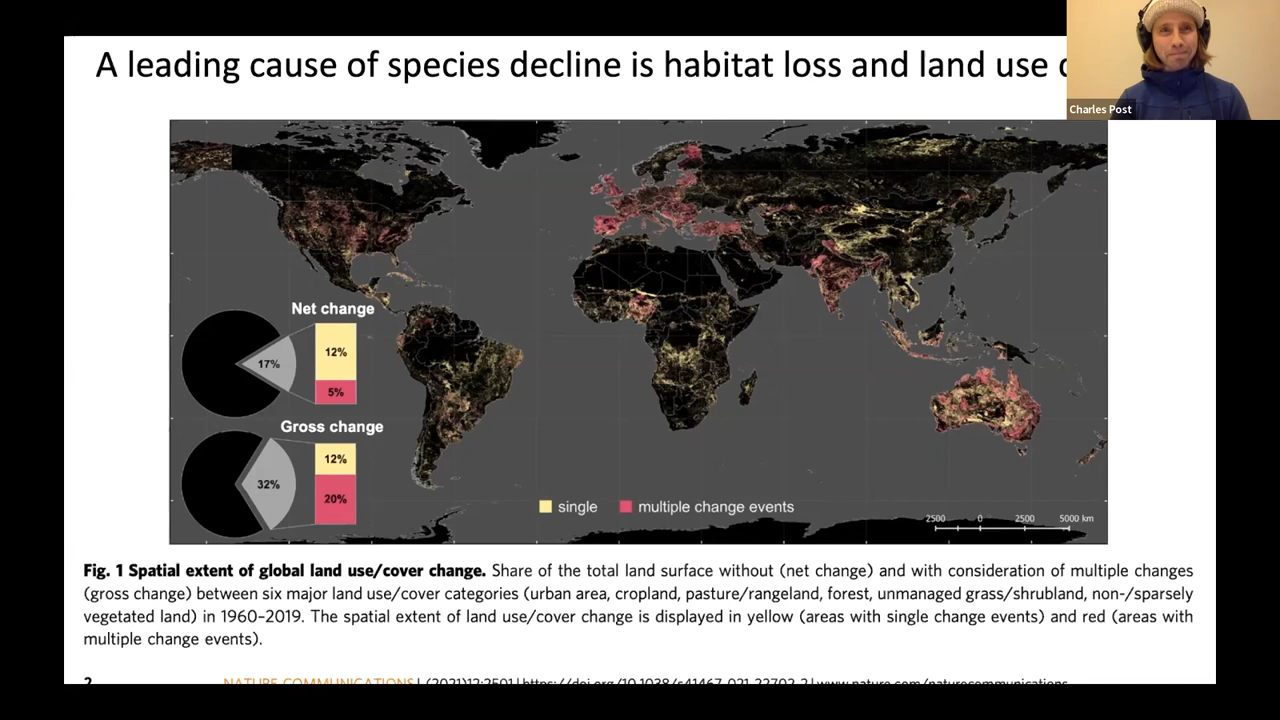 A leading cause of species decline is habitat loss and land use
Charles Post
Net change
17%
12%
5%
Gross change
32%
12%
20%
single
multiple change events
2500 0 2500 5000 km
Fig. 1 Spatial extent of global land use/cover change. Share of the total land surface without (net change) and with consideration of multiple changes
(gross change) between six major land use/cover categories (urban area, cropland, pasture/rangeland, forest, unmanaged grass/shrubland, non-/sparsely
vegetated land) in 1960–2019. The spatial extent of land use/cover change is displayed in yellow (areas with single change events) and red (areas with
multiple change events).
2 NATURE COMMUNICATIONS | (2021)12:2501 | https://doi.org/10.1038/s41467-021-22702-2 | www.nature.com/naturecommunications